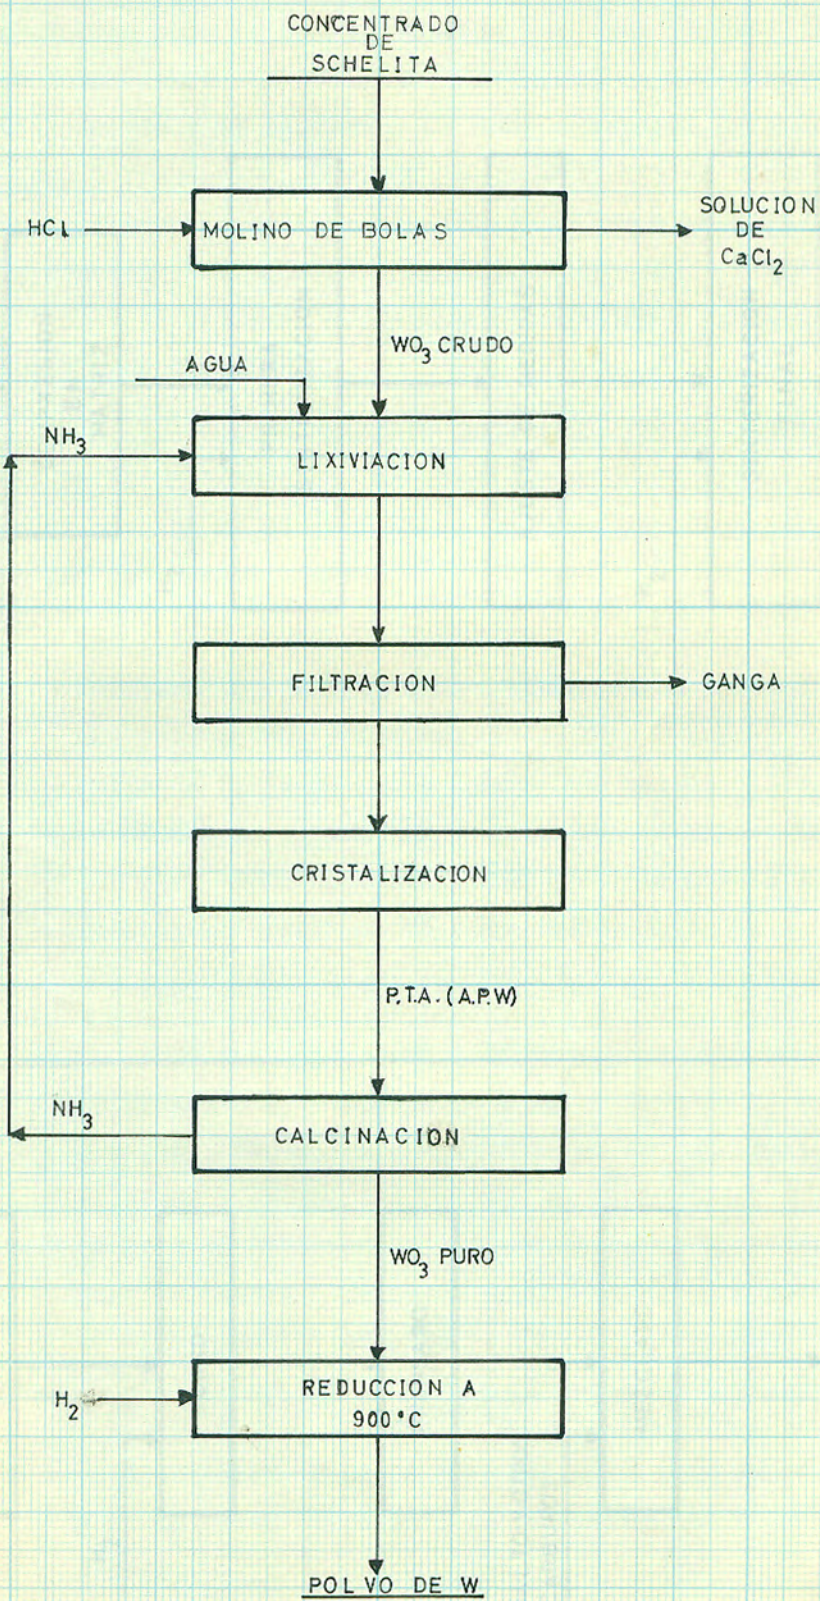 CONCENTRADO
DE
SCHELITA
HCl
MOLINO DE BOLAS
SOLUCION
DE
CaCl₂
WO₃ CRUDO
AGUA
NH₃
LIXIVIACION
FILTRACION
GANGA
CRISTALIZACION
P.T.A. (A.P.W)
NH₃
CALCINACION
WO₃ PURO
H₂
REDUCCION A
900°C
POLVO DE W